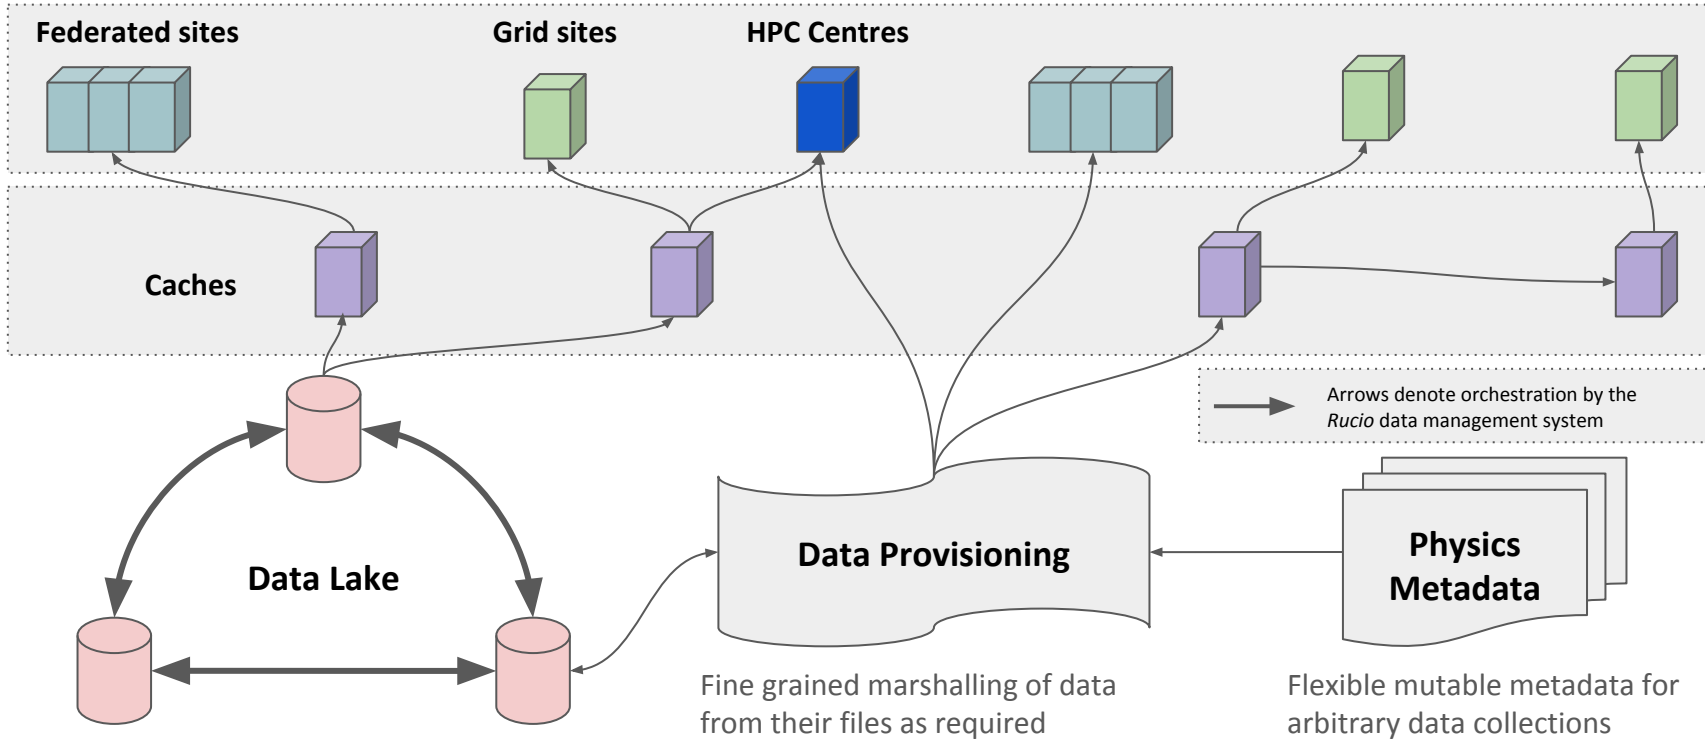 Federated sites
Grid sites
HPC Centres
Caches
Arrows denote orchestration by the
Rucio data management system
Data Lake
Data Provisioning
Physics
Metadata
Fine grained marshalling of data
from their files as required
Flexible mutable metadata for
arbitrary data collections